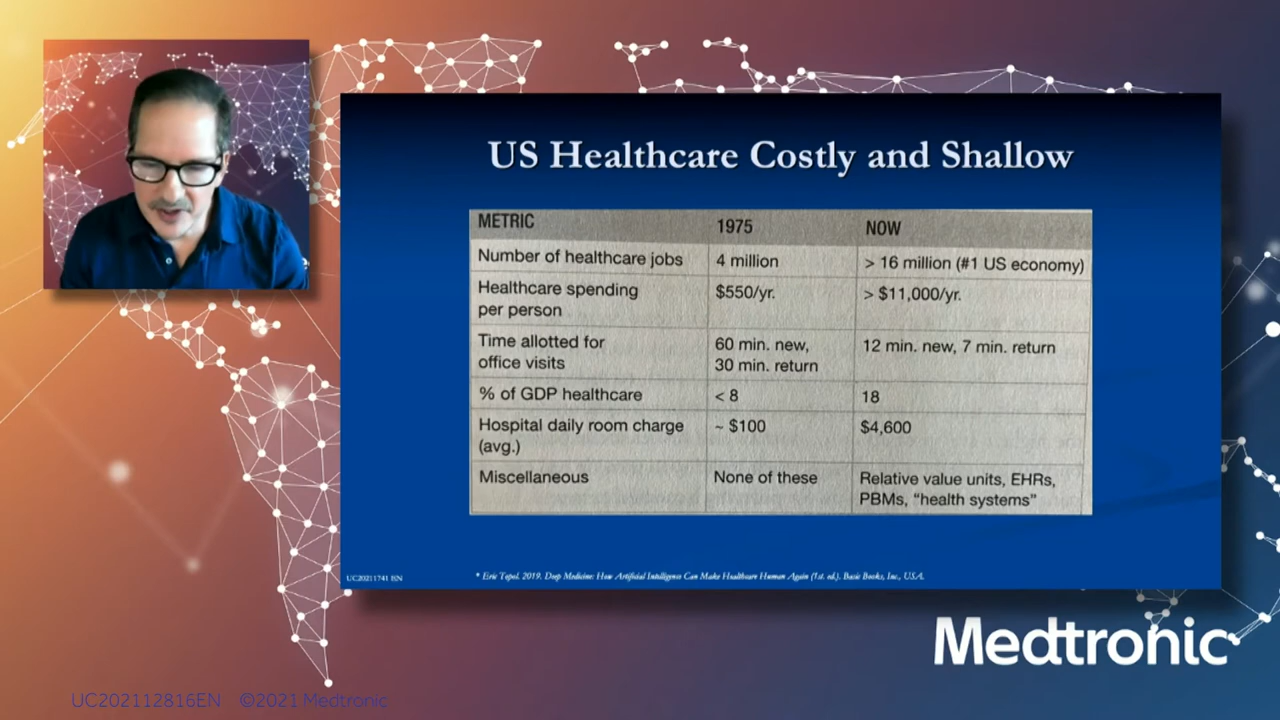 US Healthcare Costly and Shallow
METRIC 1975 NOW
Number of healthcare jobs 4 million > 16 million (#1 US economy)
Healthcare spending per person $550/yr. > $11,000/yr.
Time allotted for office visits 60 min. new, 30 min. return 12 min. new, 7 min. return
% of GDP healthcare < 8 18
Hospital daily room charge (avg.) ~ $100 $4,600
Miscellaneous None of these Relative value units, EHRs, PBMs, “health systems”
UC20211741 EN
* Eric Topol. 2019. Deep Medicine: How Artificial Intelligence Can Make Healthcare Human Again (1st. ed.). Basic Books, Inc., USA.
Medtronic
UC202112816EN ©2021 Medtronic